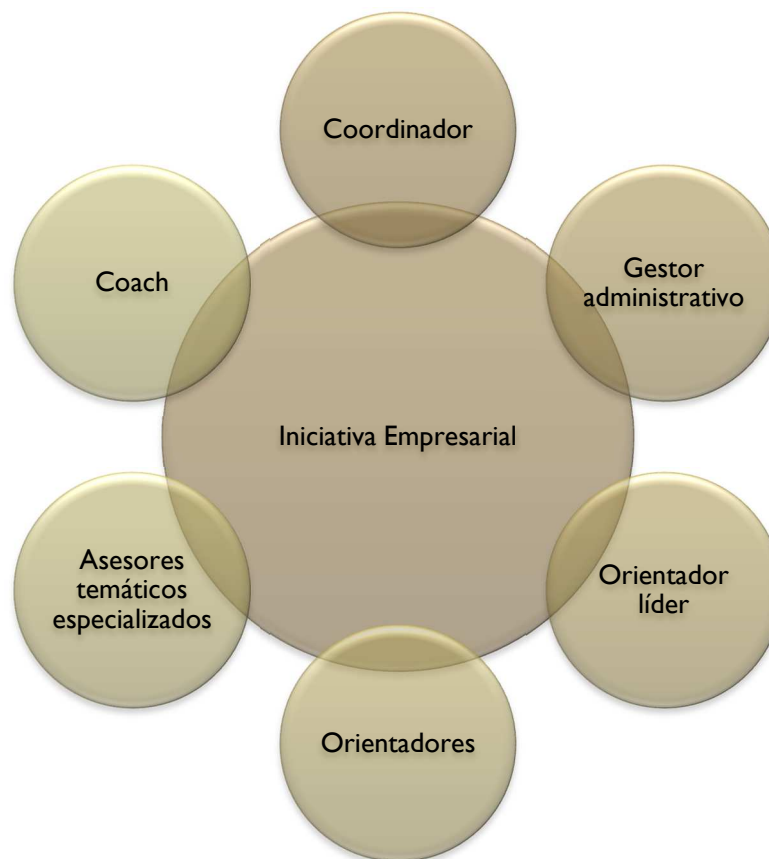 Coordinador
Coach
Gestor
administrativo
Iniciativa Empresarial
Asesores
temáticos
especializados
Orientador
líder
Orientadores